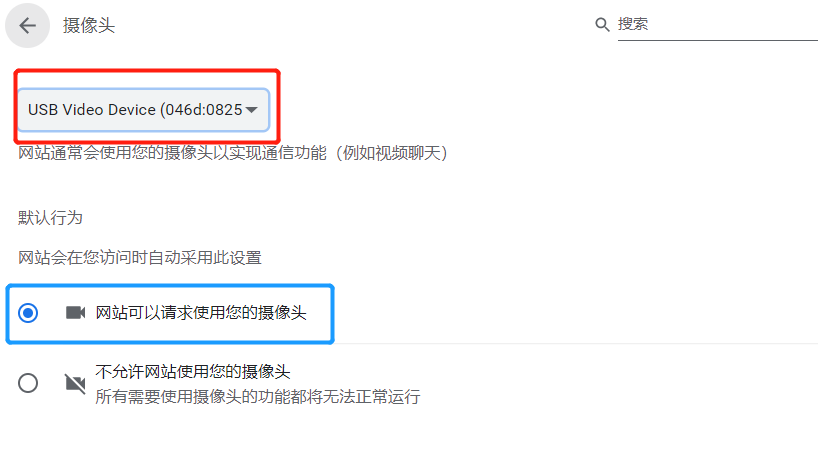 摄像头
搜索
USB Video Device (046d:0825
网站通常会使用您的摄像头以实现通信功能（例如视频聊天）
默认行为
网站会在您访问时自动采用此设置
网站可以请求使用您的摄像头
不允许网站使用您的摄像头
所有需要使用摄像头的功能都将无法正常运行